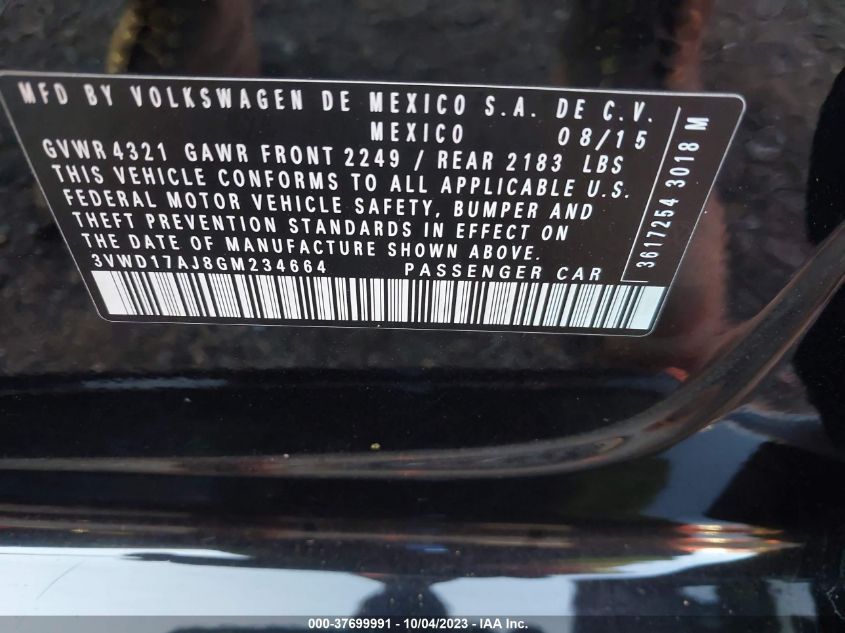 MFD BY VOLKSWAGEN DE MEXICO S.A. DE C.V.
MEXICO 08/15
GVWR 4321 GAWR FRONT 2249 / REAR 2183 LBS
THIS VEHICLE CONFORMS TO ALL APPLICABLE U.S.
FEDERAL MOTOR VEHICLE SAFETY, BUMPER AND
THEFT PREVENTION STANDARDS IN EFFECT ON
THE DATE OF MANUFACTURE SHOWN ABOVE.
3VWD17AJ8GM234664 PASSENGER CAR
3617254 3018 M
000-37699991 - 10/04/2023 - IAA Inc.